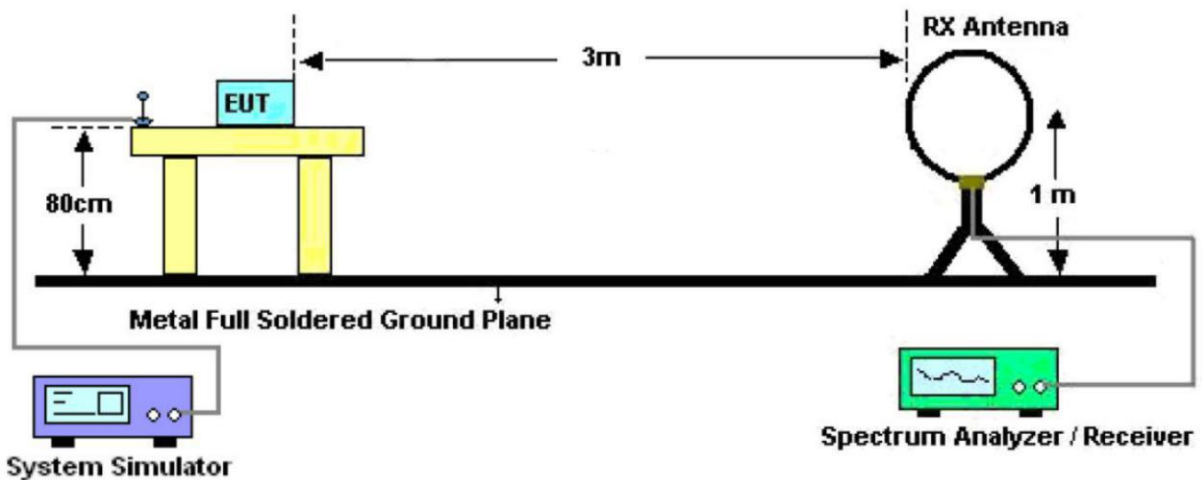 RX Antenna
3m
EUT
80cm
1 m
Metal Full Soldered Ground Plane
System Simulator
Spectrum Analyzer / Receiver